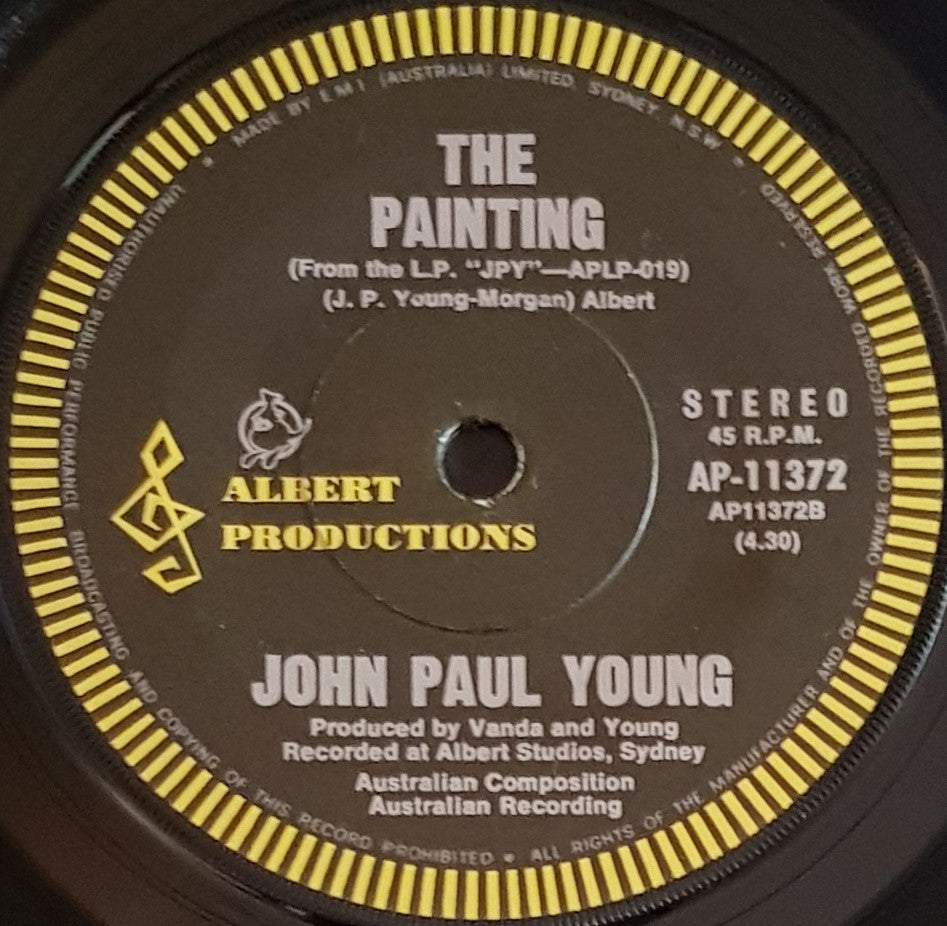 MADE BY E M I (AUSTRALIA) LIMITED. SYDNEY. N.S.W.
THE
PAINTING
(From the L.P. "JPY"—APLP-019)
(J. P. Young-Morgan) Albert
STEREO
45 R.P.M.
AP-11372
AP11372B
(4.30)
ALBERT
PRODUCTIONS
JOHN PAUL YOUNG
Produced by Vanda and Young
Recorded at Albert Studios, Sydney
Australian Composition
Australian Recording
UNAUTHORISED PUBLIC PERFORMANCE BROADCASTING AND COPYING OF THIS RECORD PROHIBITED • ALL RIGHTS OF THE MANUFACTURER AND OF THE OWNER OF THE RECORDED WORK RESERVED